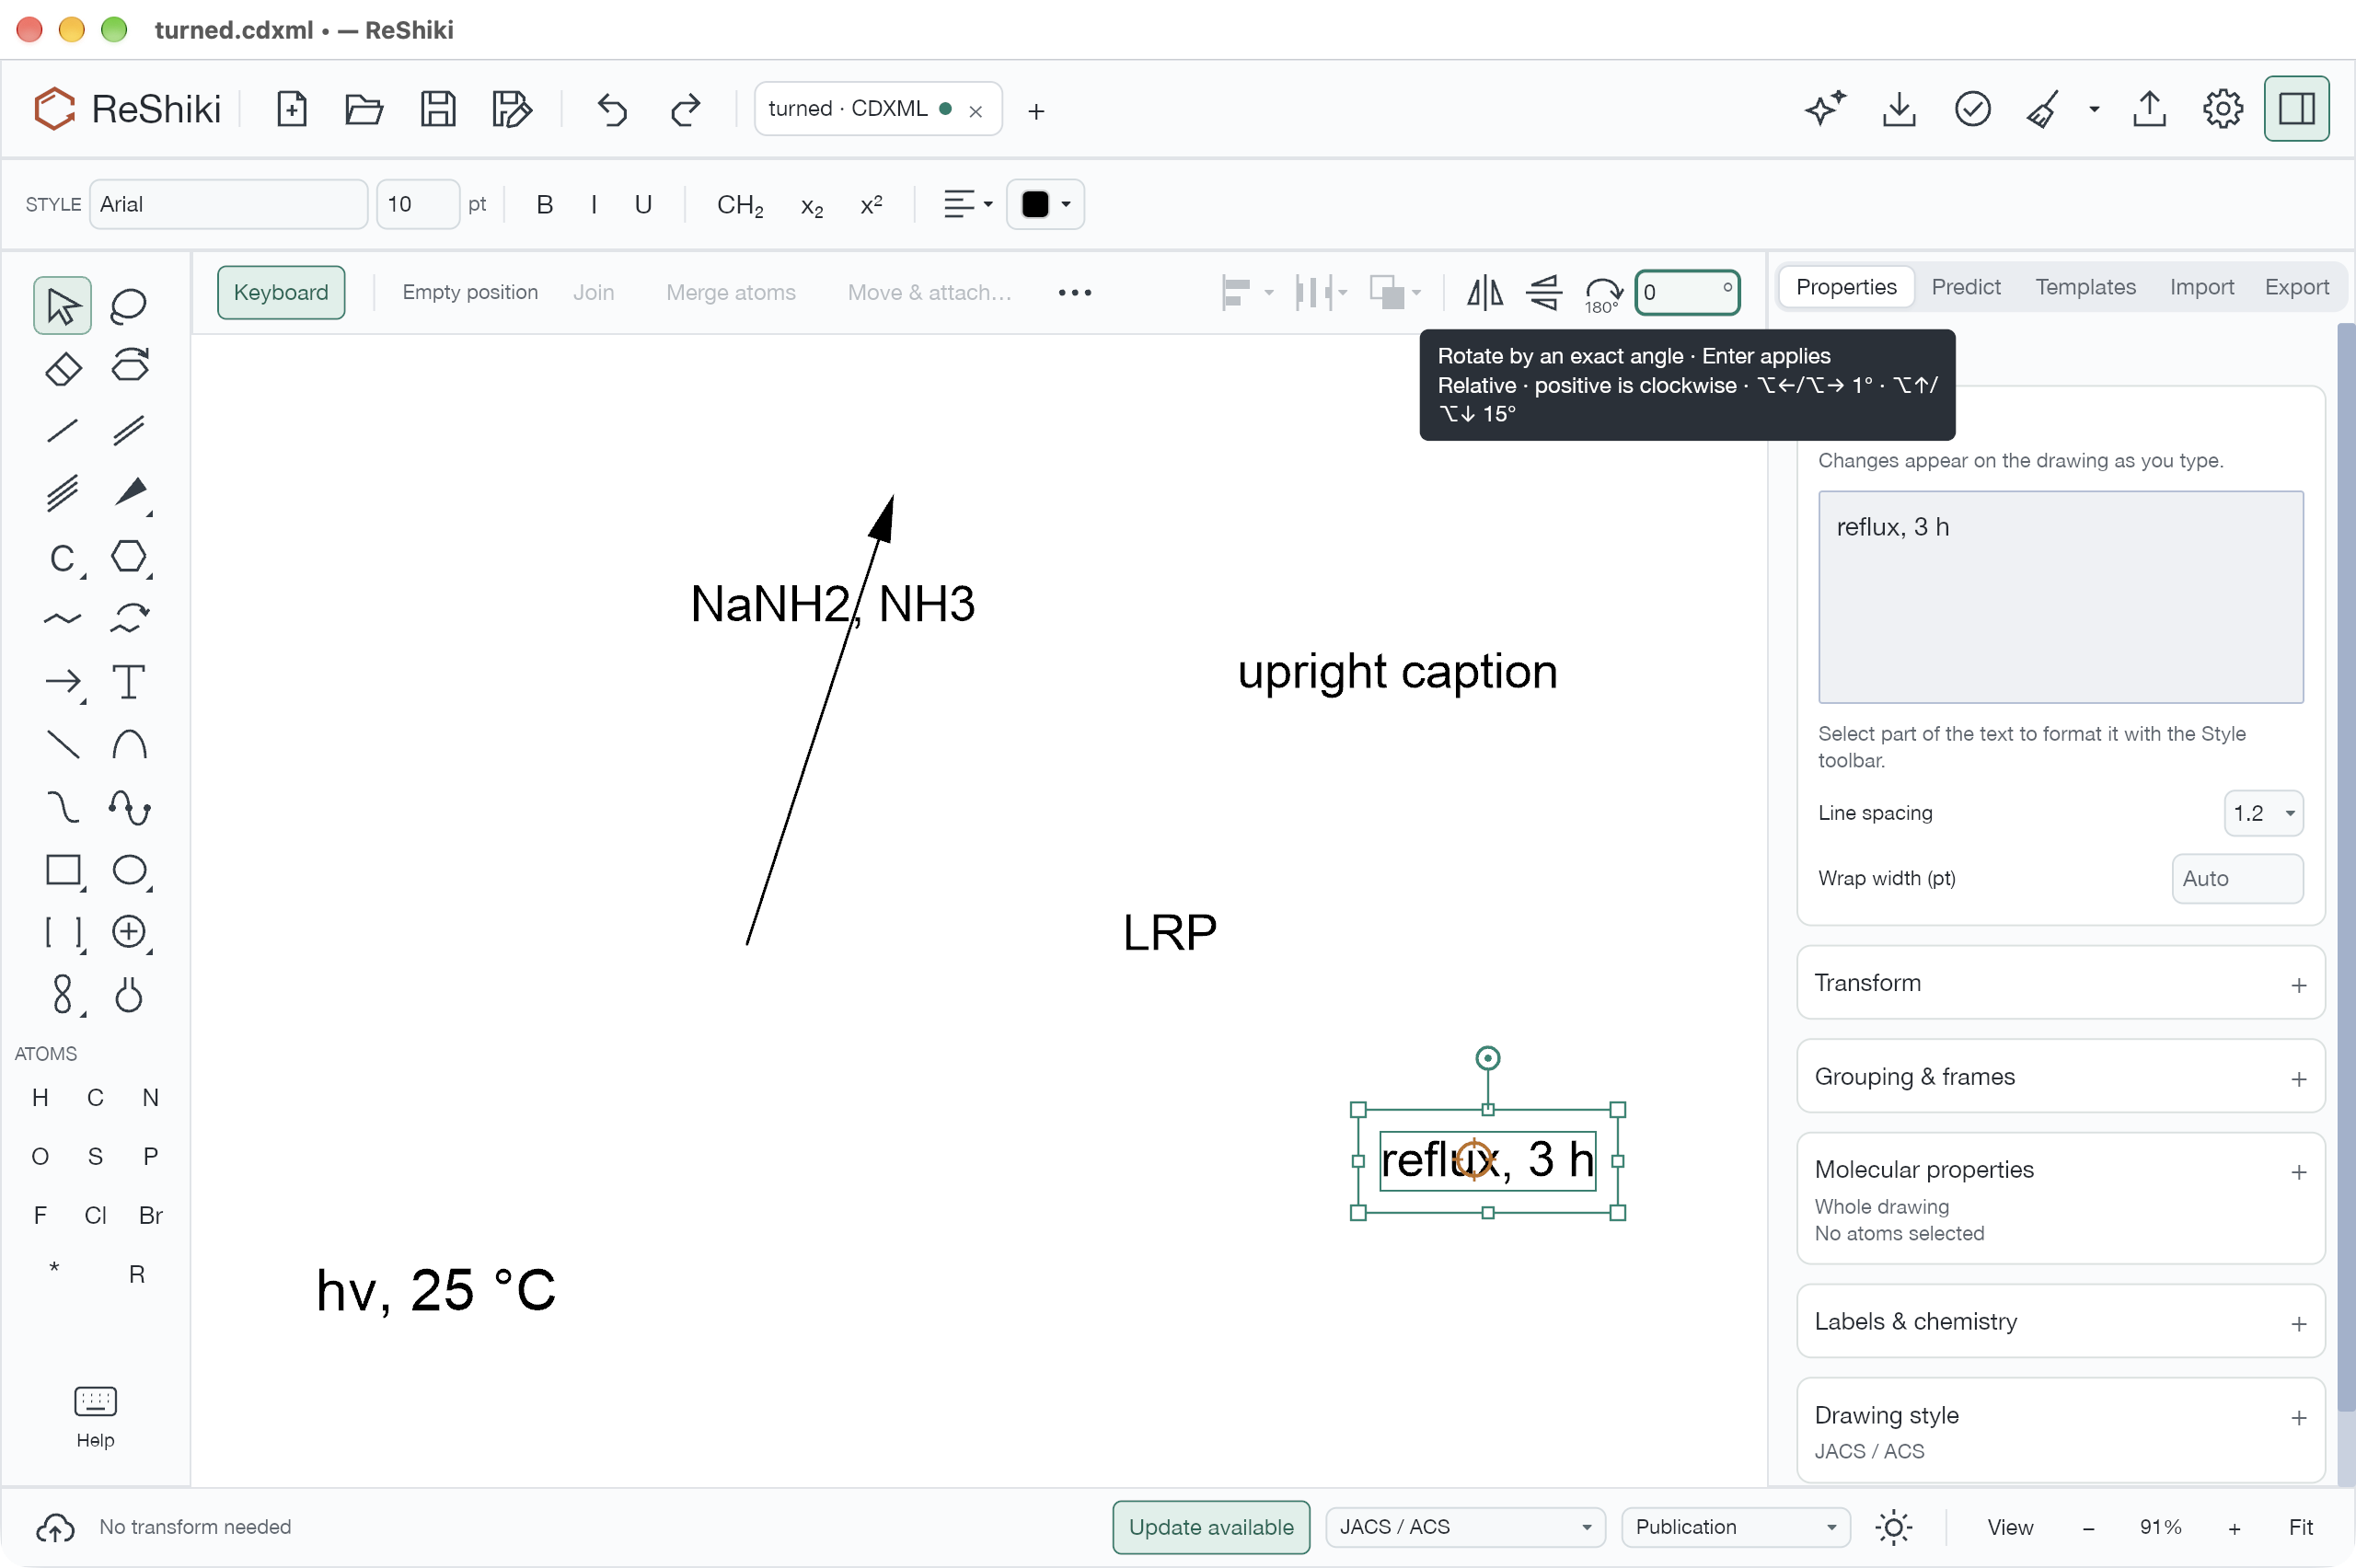 turned.cdxml • — ReShiki
ReShiki
turned · CDXML
STYLE Arial 10 pt B I U CH₂ x₂ x²
Keyboard Empty position Join Merge atoms Move & attach... 180° 0 °
Properties Predict Templates Import Export
Rotate by an exact angle · Enter applies
Relative · positive is clockwise · ⌥←/⌥→ 1° · ⌥↑/
⌥↓ 15°
Changes appear on the drawing as you type.
reflux, 3 h
Select part of the text to format it with the Style
toolbar.
Line spacing 1.2
Wrap width (pt) Auto
Transform
Grouping & frames
Molecular properties
Whole drawing
No atoms selected
Labels & chemistry
Drawing style
JACS / ACS
NaNH2, NH3
upright caption
LRP
reflux, 3 h
hv, 25 °C
C
T
ATOMS
H C N
O S P
F Cl Br
* R
Help
No transform needed
Update available JACS / ACS Publication View − 91% + Fit